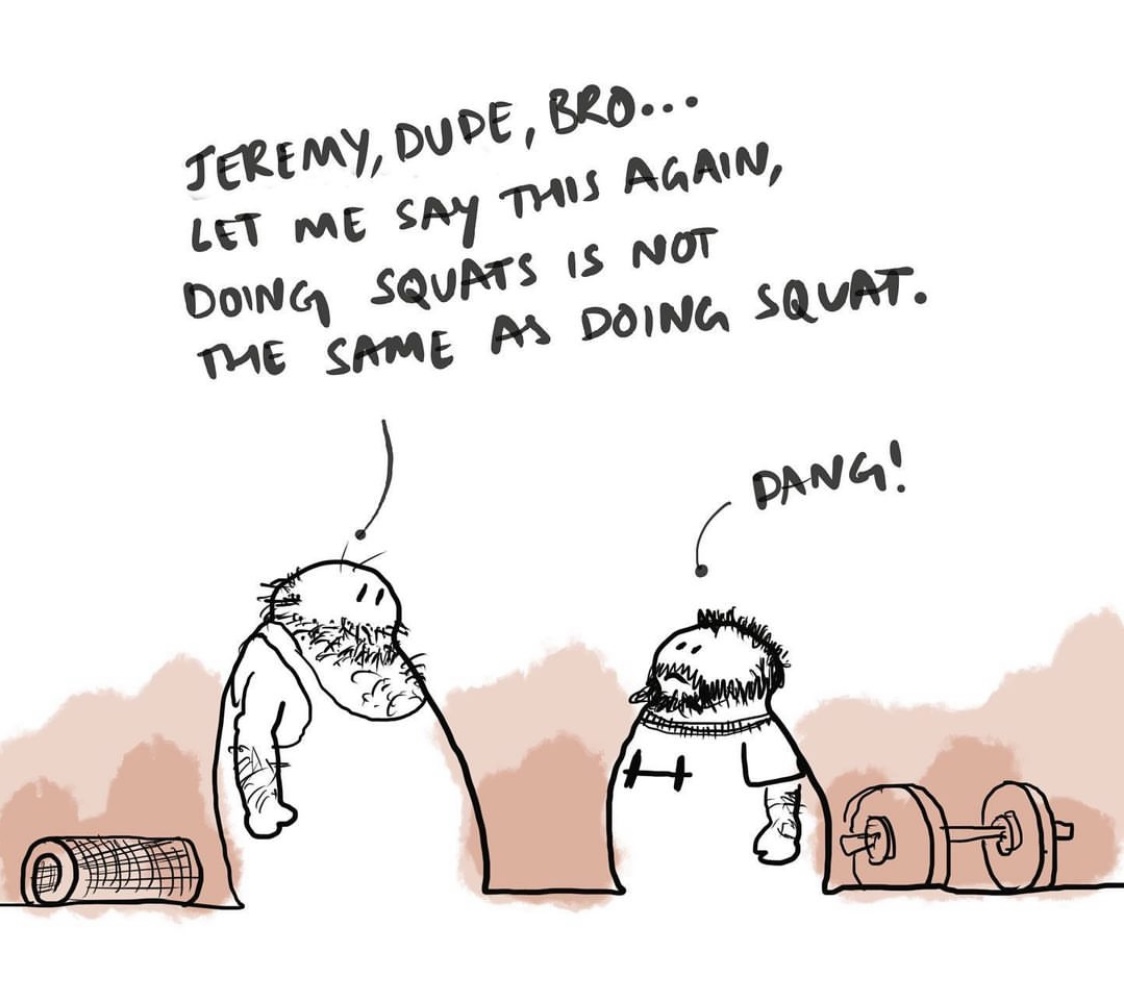 JEREMY, DUDE, BRO...
LET ME SAY THIS AGAIN,
DOING SQUATS IS NOT
THE SAME AS DOING SQUAT.
DANG!